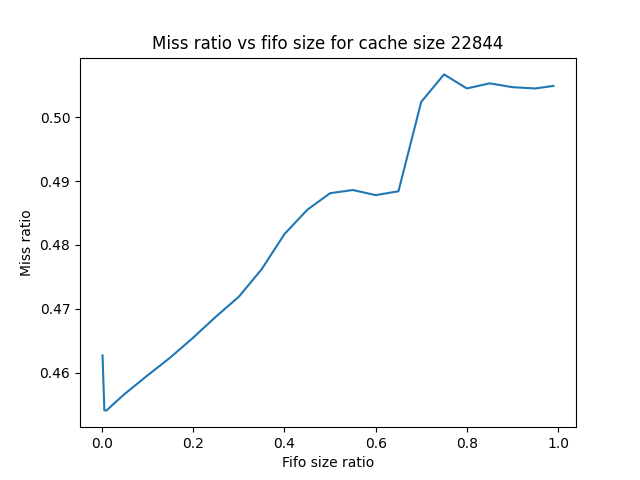 Miss ratio vs fifo size for cache size 22844
0.50
0.49
0.48
0.47
0.46
Miss ratio
0.0 0.2 0.4 0.6 0.8 1.0
Fifo size ratio